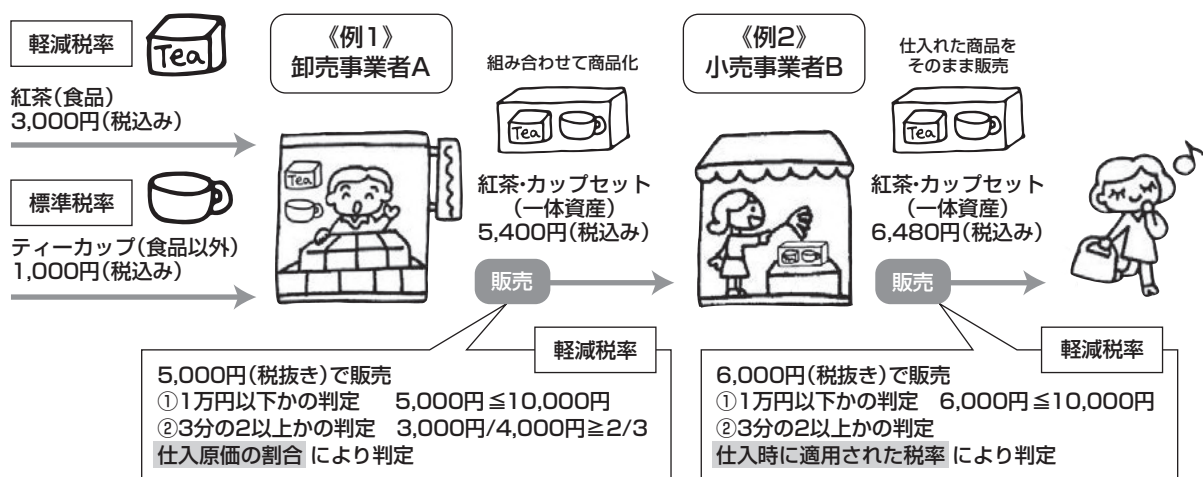 軽減税率
Tea
紅茶(食品)
3,000円(税込み)
標準税率
ティーカップ(食品以外)
1,000円(税込み)
《例1》
卸売事業者A
Tea
組み合わせて商品化
Tea
紅茶・カップセット
(一体資産)
5,400円(税込み)
販売
軽減税率
5,000円(税抜き)で販売
①1万円以下かの判定 5,000円≦10,000円
②3分の2以上かの判定 3,000円/4,000円≧2/3
仕入原価の割合 により判定
《例2》
小売事業者B
仕入れた商品を
そのまま販売
Tea
紅茶・カップセット
(一体資産)
6,480円(税込み)
販売
軽減税率
6,000円(税抜き)で販売
①1万円以下かの判定 6,000円≦10,000円
②3分の2以上かの判定
仕入時に適用された税率 により判定